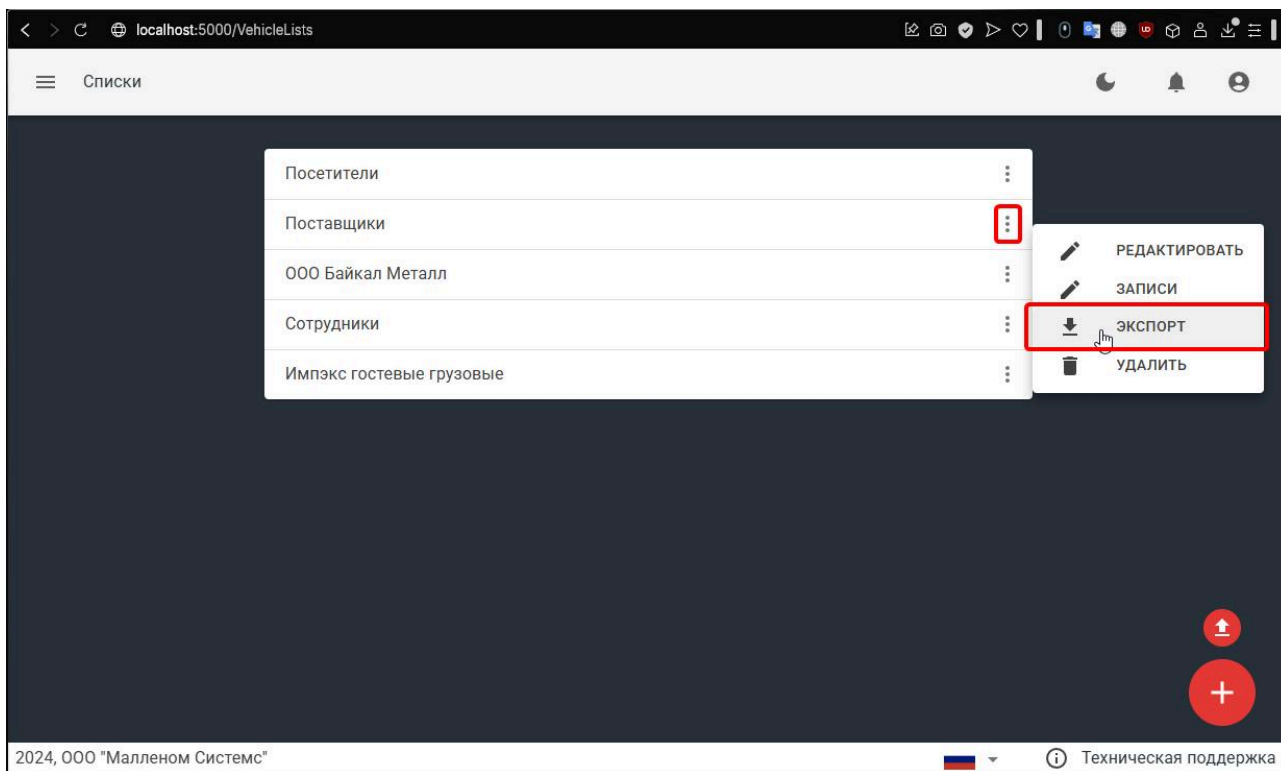 localhost:5000/VehicleLists
Списки
Посетители
Поставщики
РЕДАКТИРОВАТЬ
ООО Байкал Металл
ЗАПИСИ
Сотрудники
ЭКСПОРТ
УДАЛИТЬ
Импэкс гостевые грузовые
2024, ООО "Малленом Системс"
Техническая поддержка